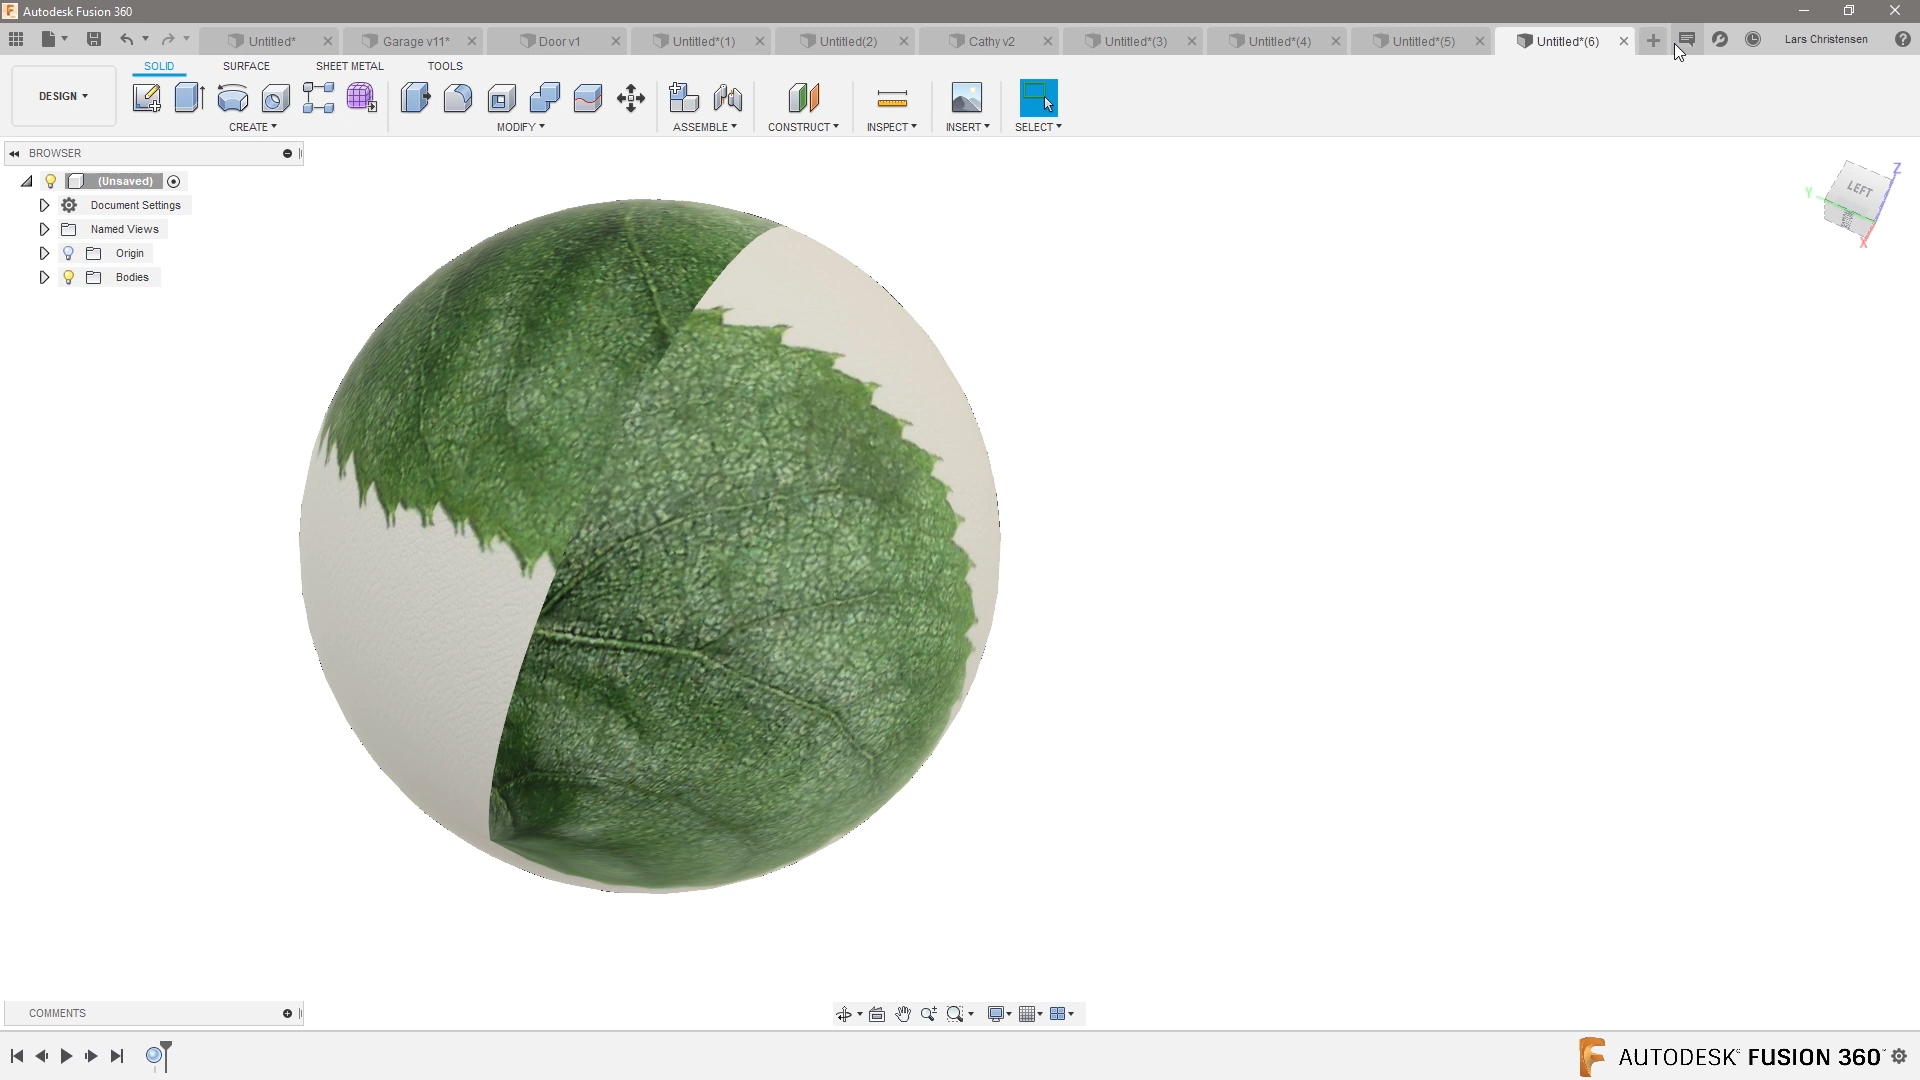 Autodesk Fusion 360
Untitled* Garage v11* Door v1 Untitled*(1) Untitled(2) Cathy v2 Untitled*(3) Untitled*(4) Untitled*(5) Untitled*(6) Lars Christensen
SOLID SURFACE SHEET METAL TOOLS
DESIGN
CREATE MODIFY ASSEMBLE CONSTRUCT INSPECT INSERT SELECT
BROWSER
(Unsaved)
Document Settings
Named Views
Origin
Bodies
Z
LEFT
Y
X
COMMENTS
AUTODESK FUSION 360